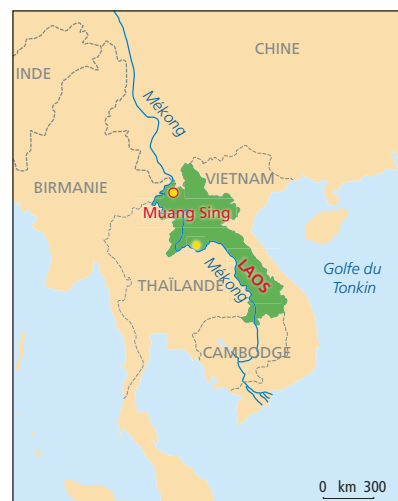 CHINE
INDE
Mékong
BIRMANIE
VIETNAM
Muang Sing
LAOS
Mékong
Golfe du
Tonkin
THAÏLANDE
CAMBODGE
0 km 300